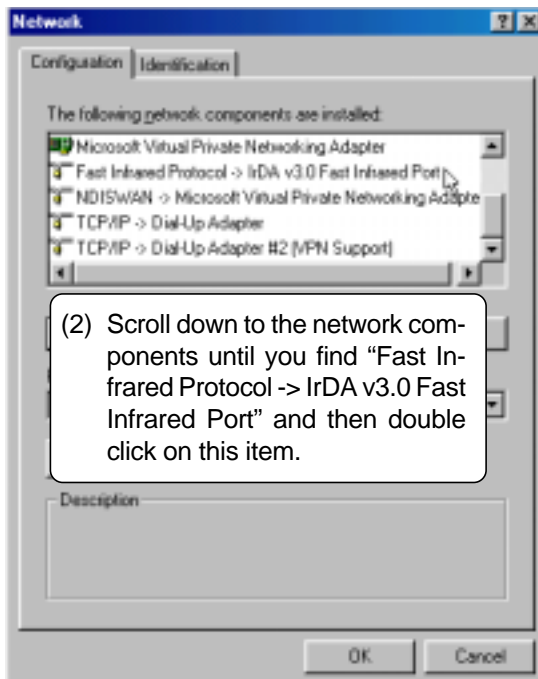 Network
Configuration
Identification
The following network components are installed:
Microsoft Virtual Private Networking Adapter
Fast Infrared Protocol -> IrDA v3.0 Fast Infrared Port
NDISWAN -> Microsoft Virtual Private Networking Adapte
TCP/IP -> Dial-Up Adapter
TCP/IP -> Dial-Up Adapter #2 (VPN Support)
(2) Scroll down to the network com-
ponents until you find “Fast In-
frared Protocol -> IrDA v3.0 Fast
Infrared Port” and then double
click on this item.
Description
OK
Cancel